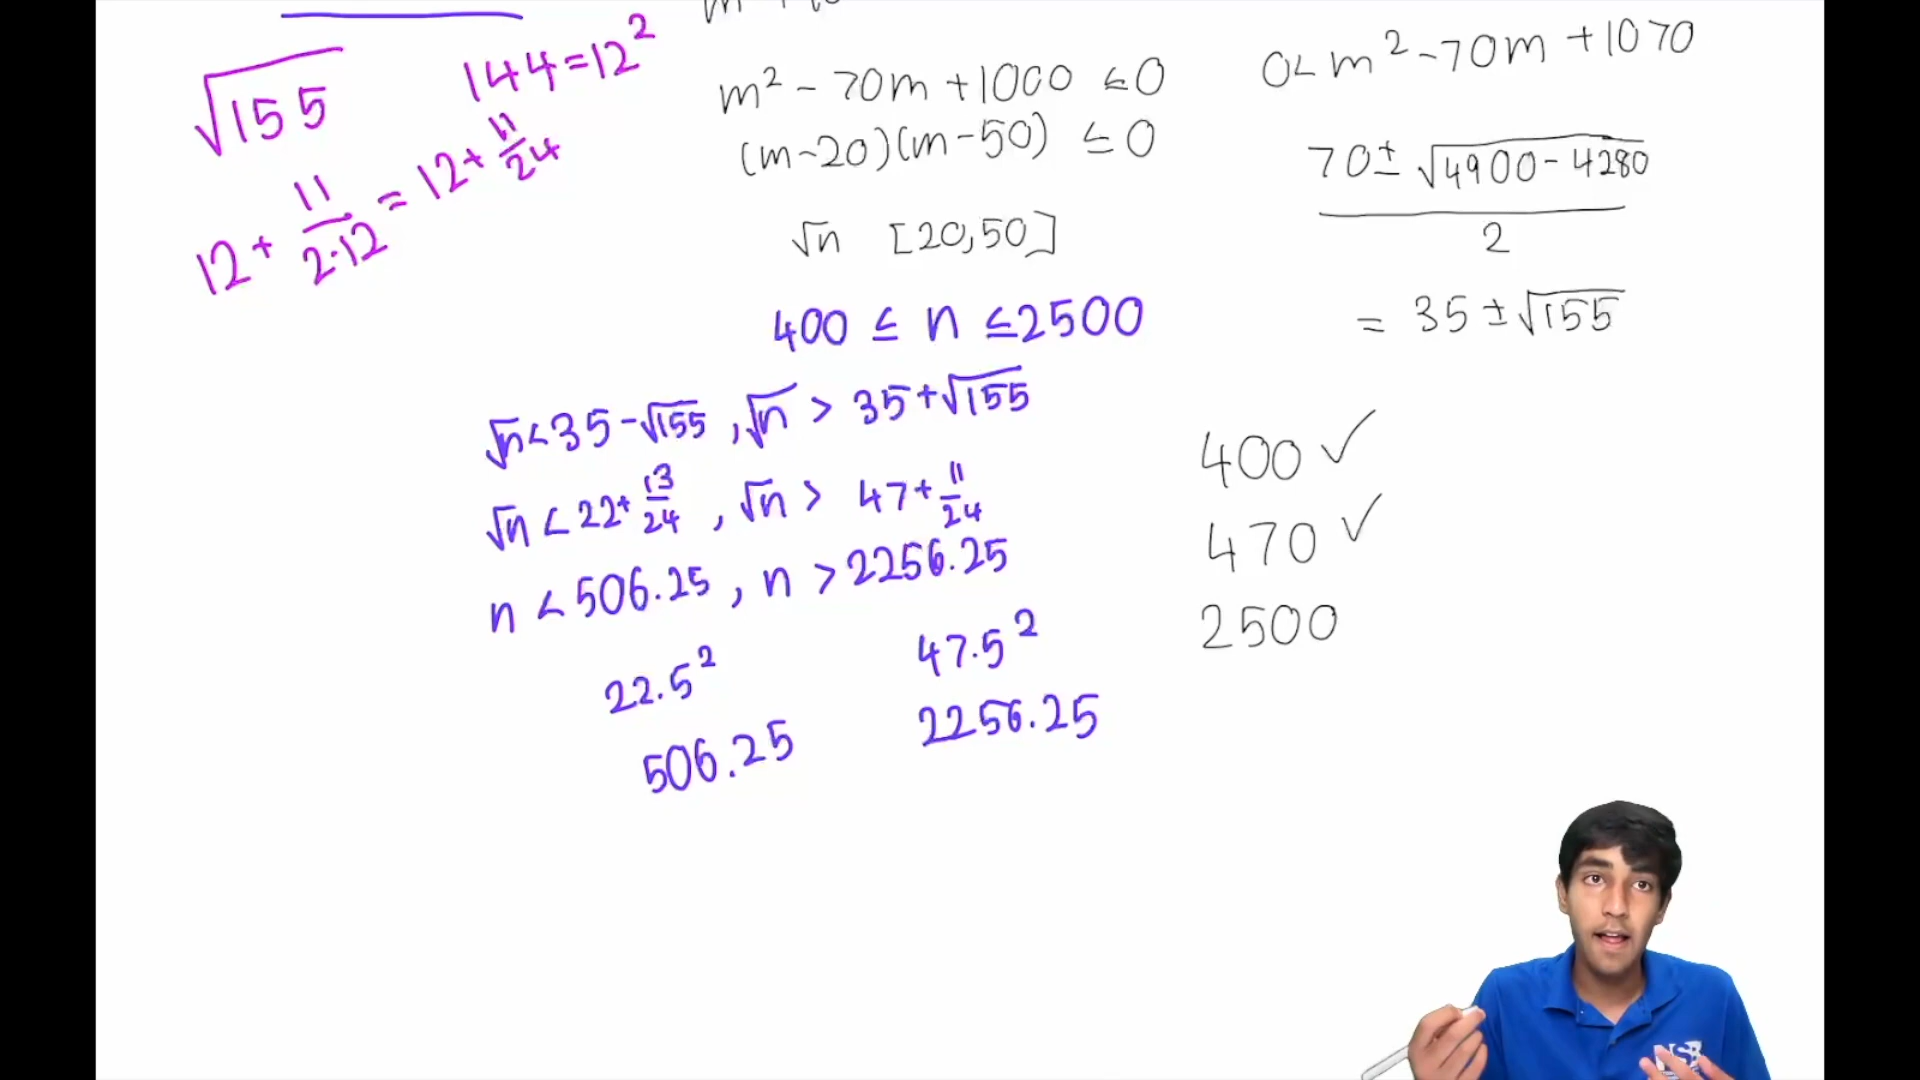 √155
144=12²
12+ 11/2·12 = 12+ 11/24
m² - 70m +1000 ≤0
(m-20)(m-50) ≤0
√n [20,50]
0< m² -70m +1070
70± √4900-4280
2
= 35±√155
400 ≤ n ≤2500
√n<35-√155 , √n > 35+√155
√n <22+ 13/24 , √n > 47+ 11/24
n <506.25 , n >2256.25
22.5² 47.5²
506.25 2256.25
400 ✓
470 ✓
2500